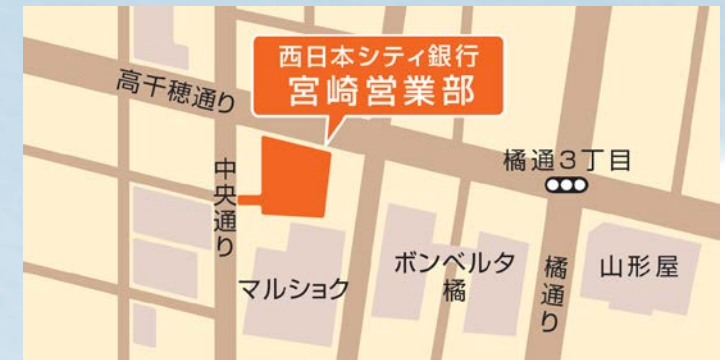 西日本シティ銀行
宮崎営業部
高千穂通り
橘通3丁目
中央通り
マルショク
ボンベルタ
橘
橘通り
山形屋